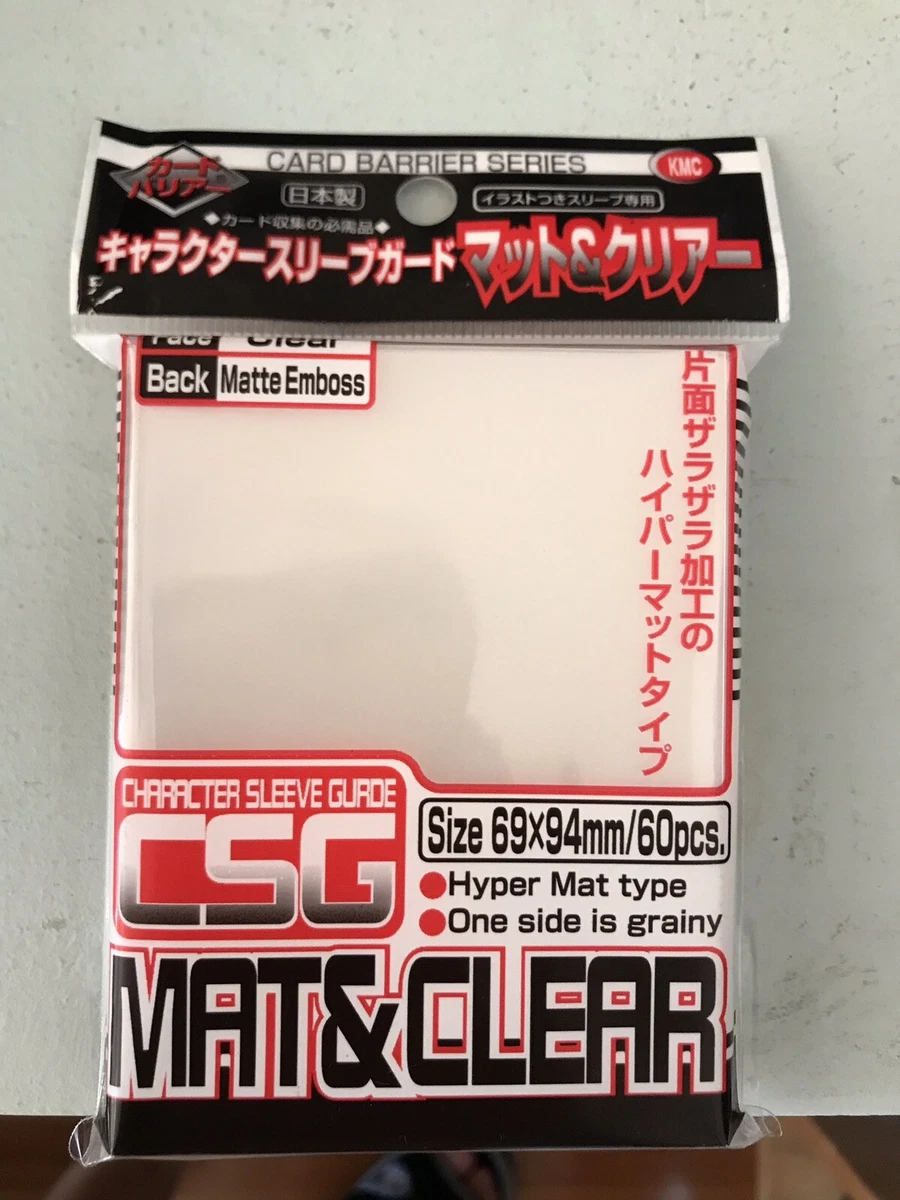 CARD BARRIER SERIES
KMC
カード
バリアー
日本製
イラストつきスリーブ専用
◆カード収集の必需品◆
キャラクタースリーブガード マット&クリアー
Face Clear
Back Matte Emboss
片面ザラザラ加工の
ハイパーマットタイプ
CHARACTER SLEEVE GURDE
CSG
Size 69×94mm/60pcs.
●Hyper Mat type
●One side is grainy
MAT&CLEAR